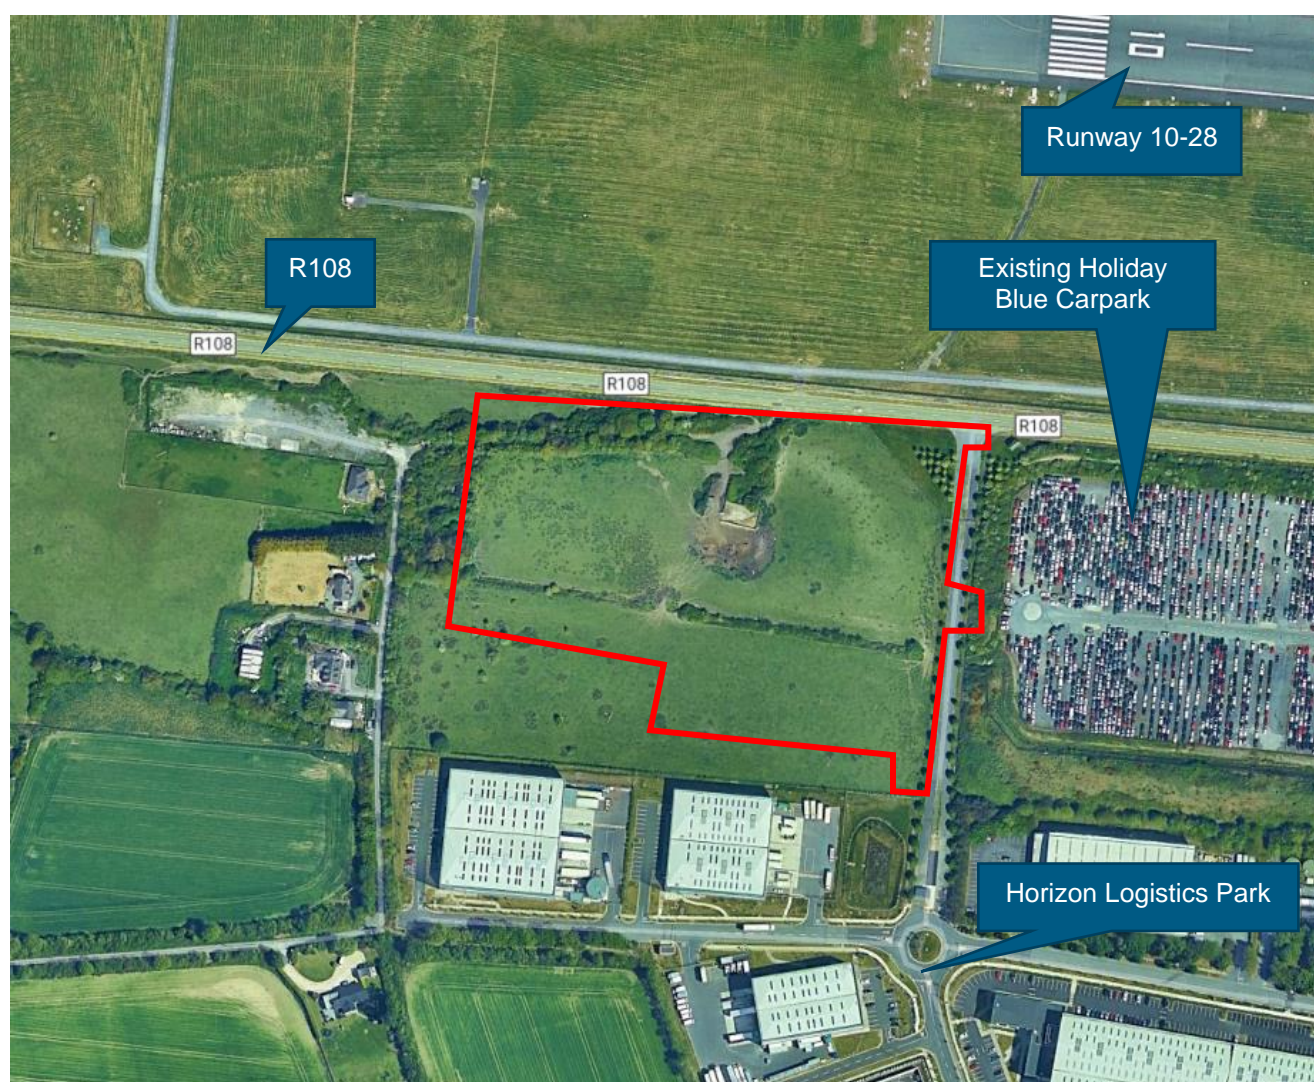 Runway 10-28
Existing Holiday
Blue Carpark
R108
R108
R108
R108
Horizon Logistics Park